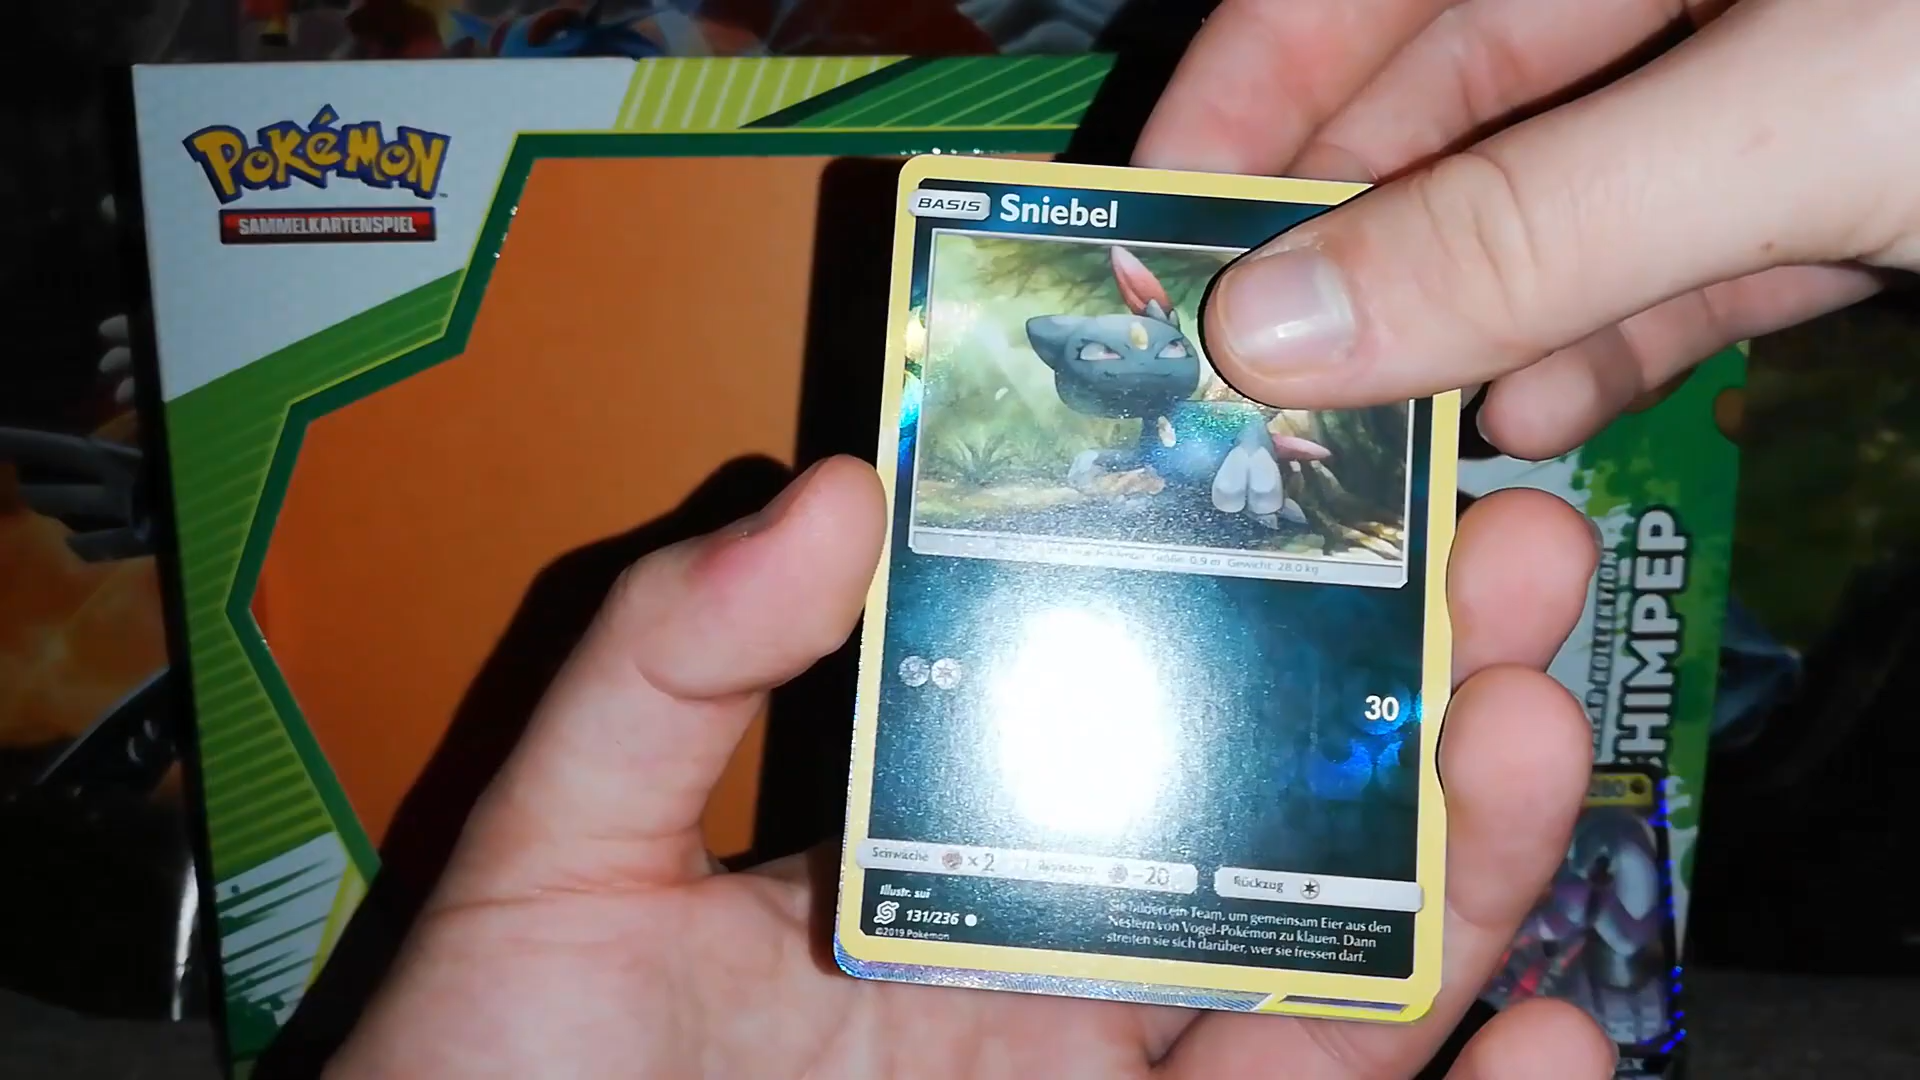 POKéMON
SAMMELKARTENSPIEL
BASIS Sniebel
Größe: 0,9 m Gewicht: 28,0 kg
30
Schwäche ×2
-20
Rückzug
Illustr. sui
131/236
©2019 Pokémon
Sie bilden ein Team, um gemeinsam Eier aus den
Nestern von Vogel-Pokémon zu klauen. Dann
streiten sie sich darüber, wer sie fressen darf.
KOLLEKTION
HIMPEP
280